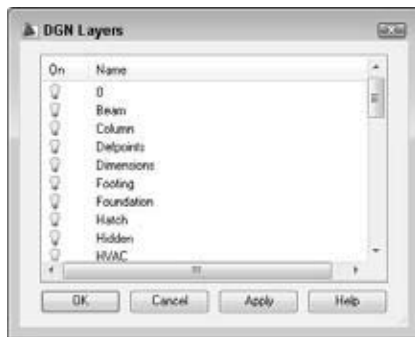 DGN Layers
On Name
0
Beam
Column
Defpoints
Dimensions
Footing
Foundation
Hatch
Hidden
HVAC
OK Cancel Apply Help